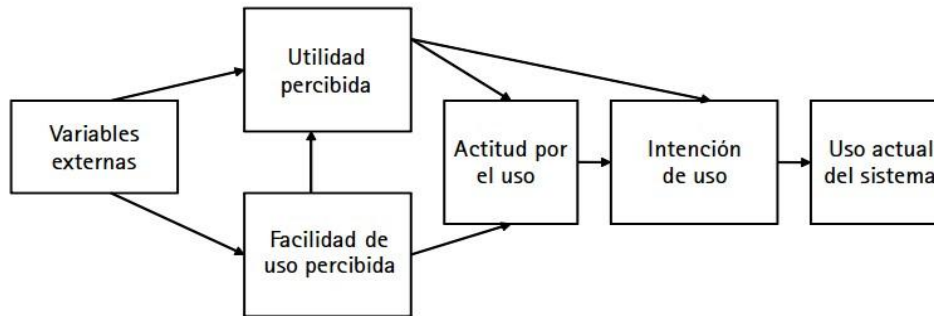 Utilidad
percibida
Variables
externas
Actitud por
el uso
Intención
de uso
Uso actual
del sistema
Facilidad de
uso percibida